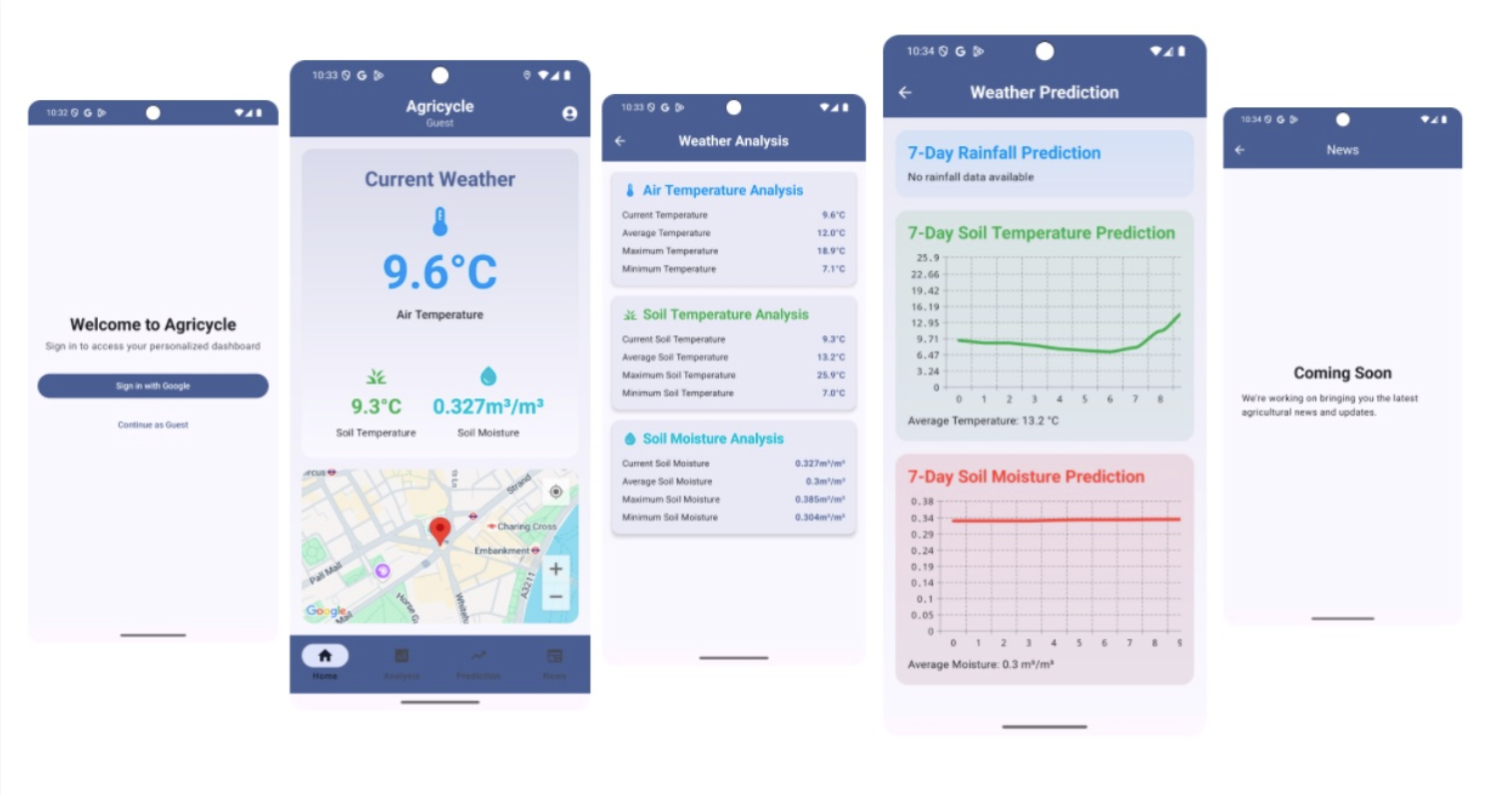 10:32
Welcome to Agricycle
Sign in to access your personalized dashboard
Sign in with Google
Continue as Guest
10:33
Agricycle
Guest
Current Weather
9.6°C
Air Temperature
9.3°C
0.327m³/m³
Soil Temperature
Soil Moisture
Strand
Charing Cross
Embankment
Pall Mall
A3211
Google
Home
Analysis
Prediction
News
10:33
Weather Analysis
Air Temperature Analysis
Current Temperature 9.6°C
Average Temperature 12.0°C
Maximum Temperature 18.9°C
Minimum Temperature 7.1°C
Soil Temperature Analysis
Current Soil Temperature 9.3°C
Average Soil Temperature 13.2°C
Maximum Soil Temperature 25.9°C
Minimum Soil Temperature 7.0°C
Soil Moisture Analysis
Current Soil Moisture 0.327m³/m³
Average Soil Moisture 0.3m³/m³
Maximum Soil Moisture 0.385m³/m³
Minimum Soil Moisture 0.304m³/m³
10:34
Weather Prediction
7-Day Rainfall Prediction
No rainfall data available
7-Day Soil Temperature Prediction
25.9
22.66
19.42
16.19
12.95
9.71
6.47
3.24
0
0 1 2 3 4 5 6 7 8
Average Temperature: 13.2 °C
7-Day Soil Moisture Prediction
0.38
0.34
0.29
0.24
0.19
0.14
0.1
0.05
0
0 1 2 3 4 5 6 7 8 9
Average Moisture: 0.3 m³/m³
10:34
News
Coming Soon
We're working on bringing you the latest
agricultural news and updates.